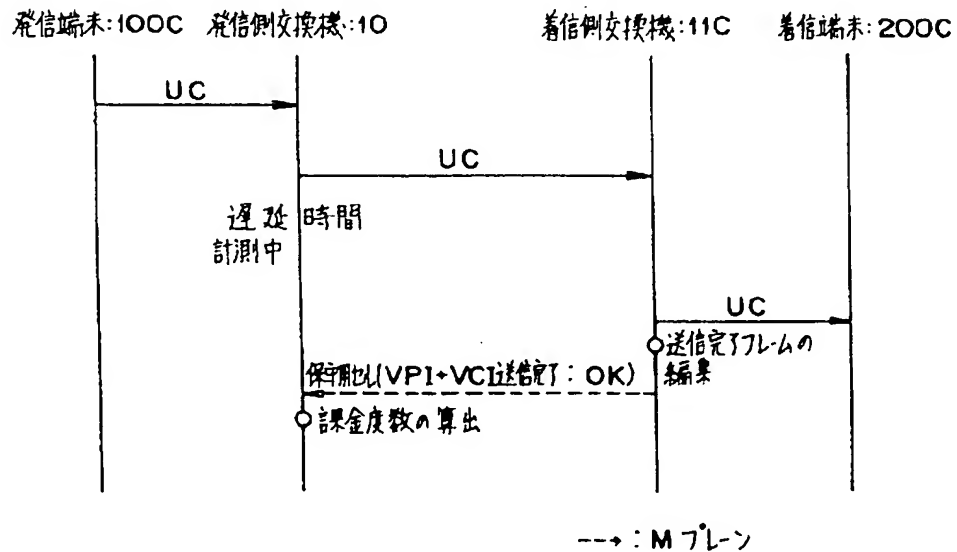 発信端末:100C 発信側交換機:10 着信側交換機:11C 着信端末:200C
UC
UC
遅延時間
計測中
UC
送信完了フレームの
編集
保守用セル(VPI+VCI送信完了:OK)
課金度数の算出
--→:Mプレーン